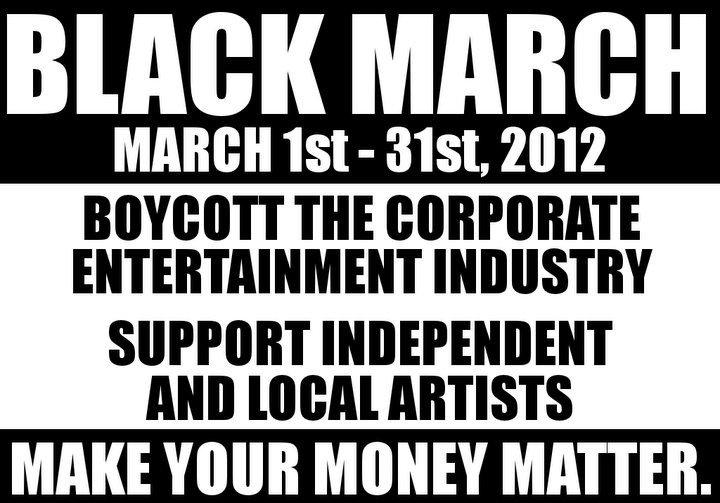 BLACK MARCH
MARCH 1st - 31st, 2012
BOYCOTT THE CORPORATE
ENTERTAINMENT INDUSTRY
SUPPORT INDEPENDENT
AND LOCAL ARTISTS
MAKE YOUR MONEY MATTER.